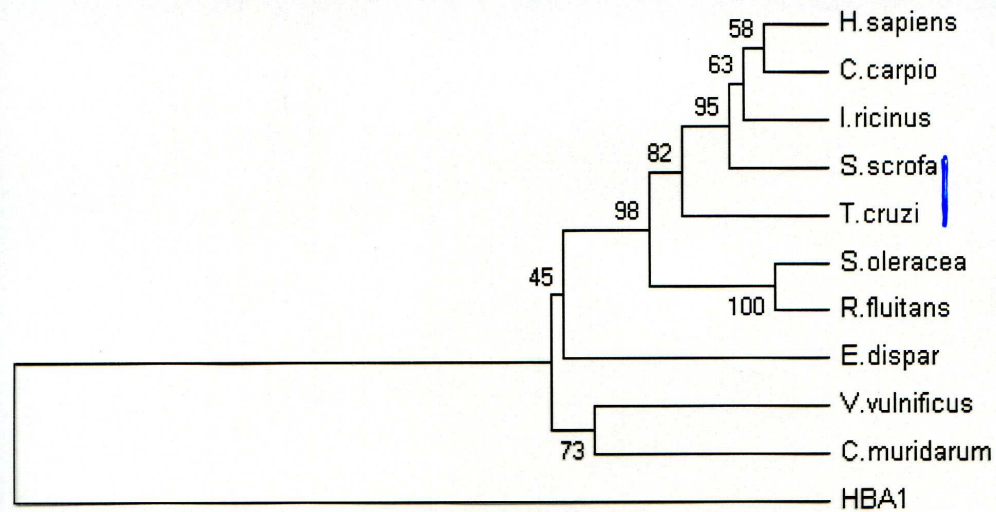 58
H.sapiens
C.carpio
63
I.ricinus
95
S.scrofa
82
T.cruzi
98
S.oleracea
100
R.fluitans
45
E.dispar
V.vulnificus
73
C.muridarum
HBA1